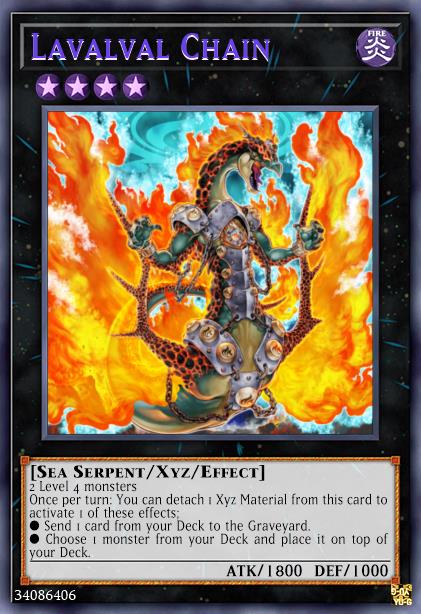 Lavalval Chain
FIRE
炎
[Sea Serpent/Xyz/Effect]
2 Level 4 monsters
Once per turn: You can detach 1 Xyz Material from this card to
activate 1 of these effects;
● Send 1 card from your Deck to the Graveyard.
● Choose 1 monster from your Deck and place it on top of
your Deck.
ATK/1800 DEF/1000
34086406